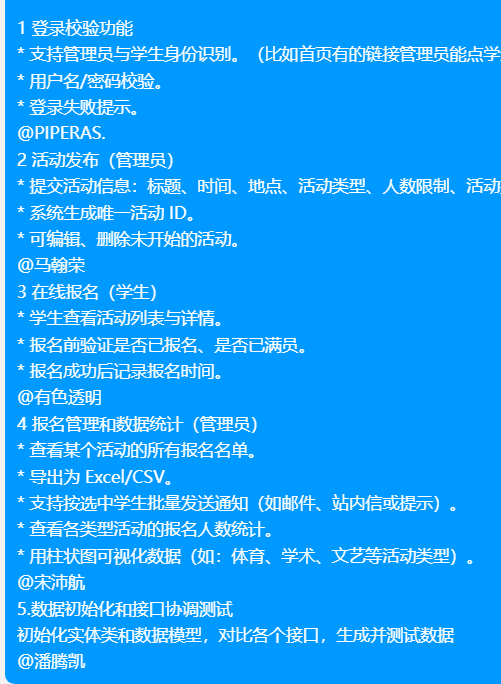 1 登录校验功能
* 支持管理员与学生身份识别。（比如首页有的链接管理员能点学
* 用户名/密码校验。
* 登录失败提示。
@PIPERAS.
2 活动发布（管理员）
* 提交活动信息：标题、时间、地点、活动类型、人数限制、活动
* 系统生成唯一活动 ID。
* 可编辑、删除未开始的活动。
@马翰荣
3 在线报名（学生）
* 学生查看活动列表与详情。
* 报名前验证是否已报名、是否已满员。
* 报名成功后记录报名时间。
@有色透明
4 报名管理和数据统计（管理员）
* 查看某个活动的所有报名名单。
* 导出为 Excel/CSV。
* 支持按选中学生批量发送通知（如邮件、站内信或提示）。
* 查看各类型活动的报名人数统计。
* 用柱状图可视化数据（如：体育、学术、文艺等活动类型）。
@宋沛航
5.数据初始化和接口协调测试
初始化实体类和数据模型，对比各个接口，生成并测试数据
@潘腾凯